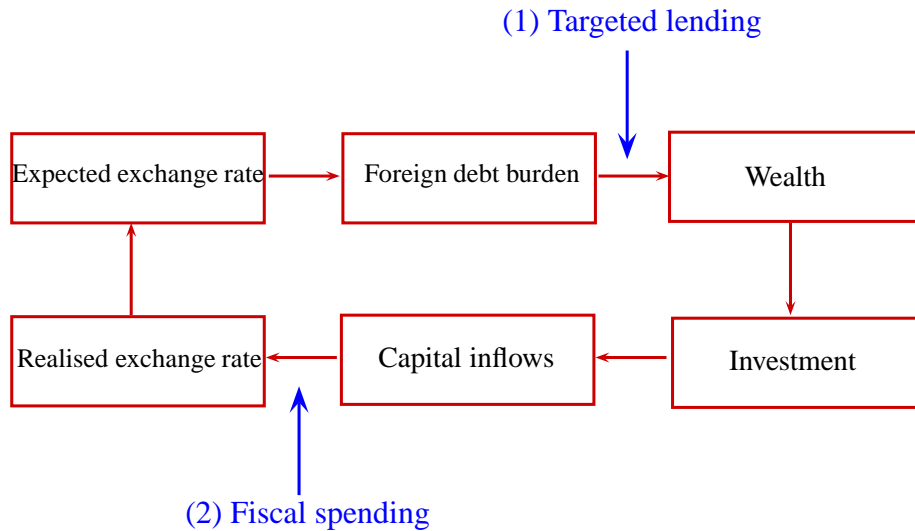 (1) Targeted lending
Expected exchange rate
Foreign debt burden
Wealth
Realised exchange rate
Capital inflows
Investment
(2) Fiscal spending